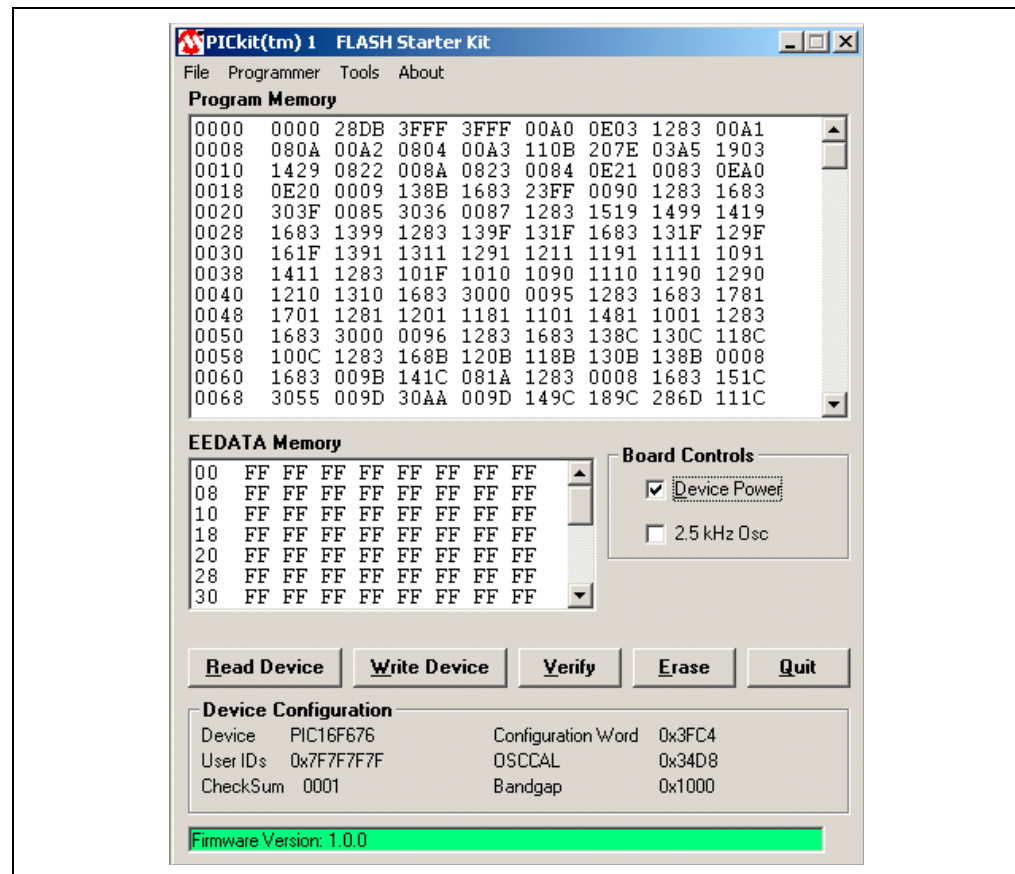 PICkit(tm) 1 FLASH Starter Kit
File Programmer Tools About
Program Memory
0000 0000 28DB 3FFF 3FFF 00A0 0E03 1283 00A1
0008 080A 00A2 0804 00A3 110B 207E 03A5 1903
0010 1429 0822 008A 0823 0084 0E21 0083 0EA0
0018 0E20 0009 138B 1683 23FF 0090 1283 1683
0020 303F 0085 3036 0087 1283 1519 1499 1419
0028 1683 1399 1283 139F 131F 1683 131F 129F
0030 161F 1391 1311 1291 1211 1191 1111 1091
0038 1411 1283 101F 1010 1090 1110 1190 1290
0040 1210 1310 1683 3000 0095 1283 1683 1781
0048 1701 1281 1201 1181 1101 1481 1001 1283
0050 1683 3000 0096 1283 1683 138C 130C 118C
0058 100C 1283 168B 120B 118B 130B 138B 0008
0060 1683 009B 141C 081A 1283 0008 1683 151C
0068 3055 009D 30AA 009D 149C 189C 286D 111C
EEDATA Memory
00 FF FF FF FF FF FF FF FF
08 FF FF FF FF FF FF FF FF
10 FF FF FF FF FF FF FF FF
18 FF FF FF FF FF FF FF FF
20 FF FF FF FF FF FF FF FF
28 FF FF FF FF FF FF FF FF
30 FF FF FF FF FF FF FF FF
Board Controls
Device Power
2.5 kHz Osc
Read Device Write Device Verify Erase Quit
Device Configuration
Device PIC16F676 Configuration Word 0x3FC4
User IDs 0x7F7F7F7F OSCCAL 0x34D8
CheckSum 0001 Bandgap 0x1000
Firmware Version: 1.0.0